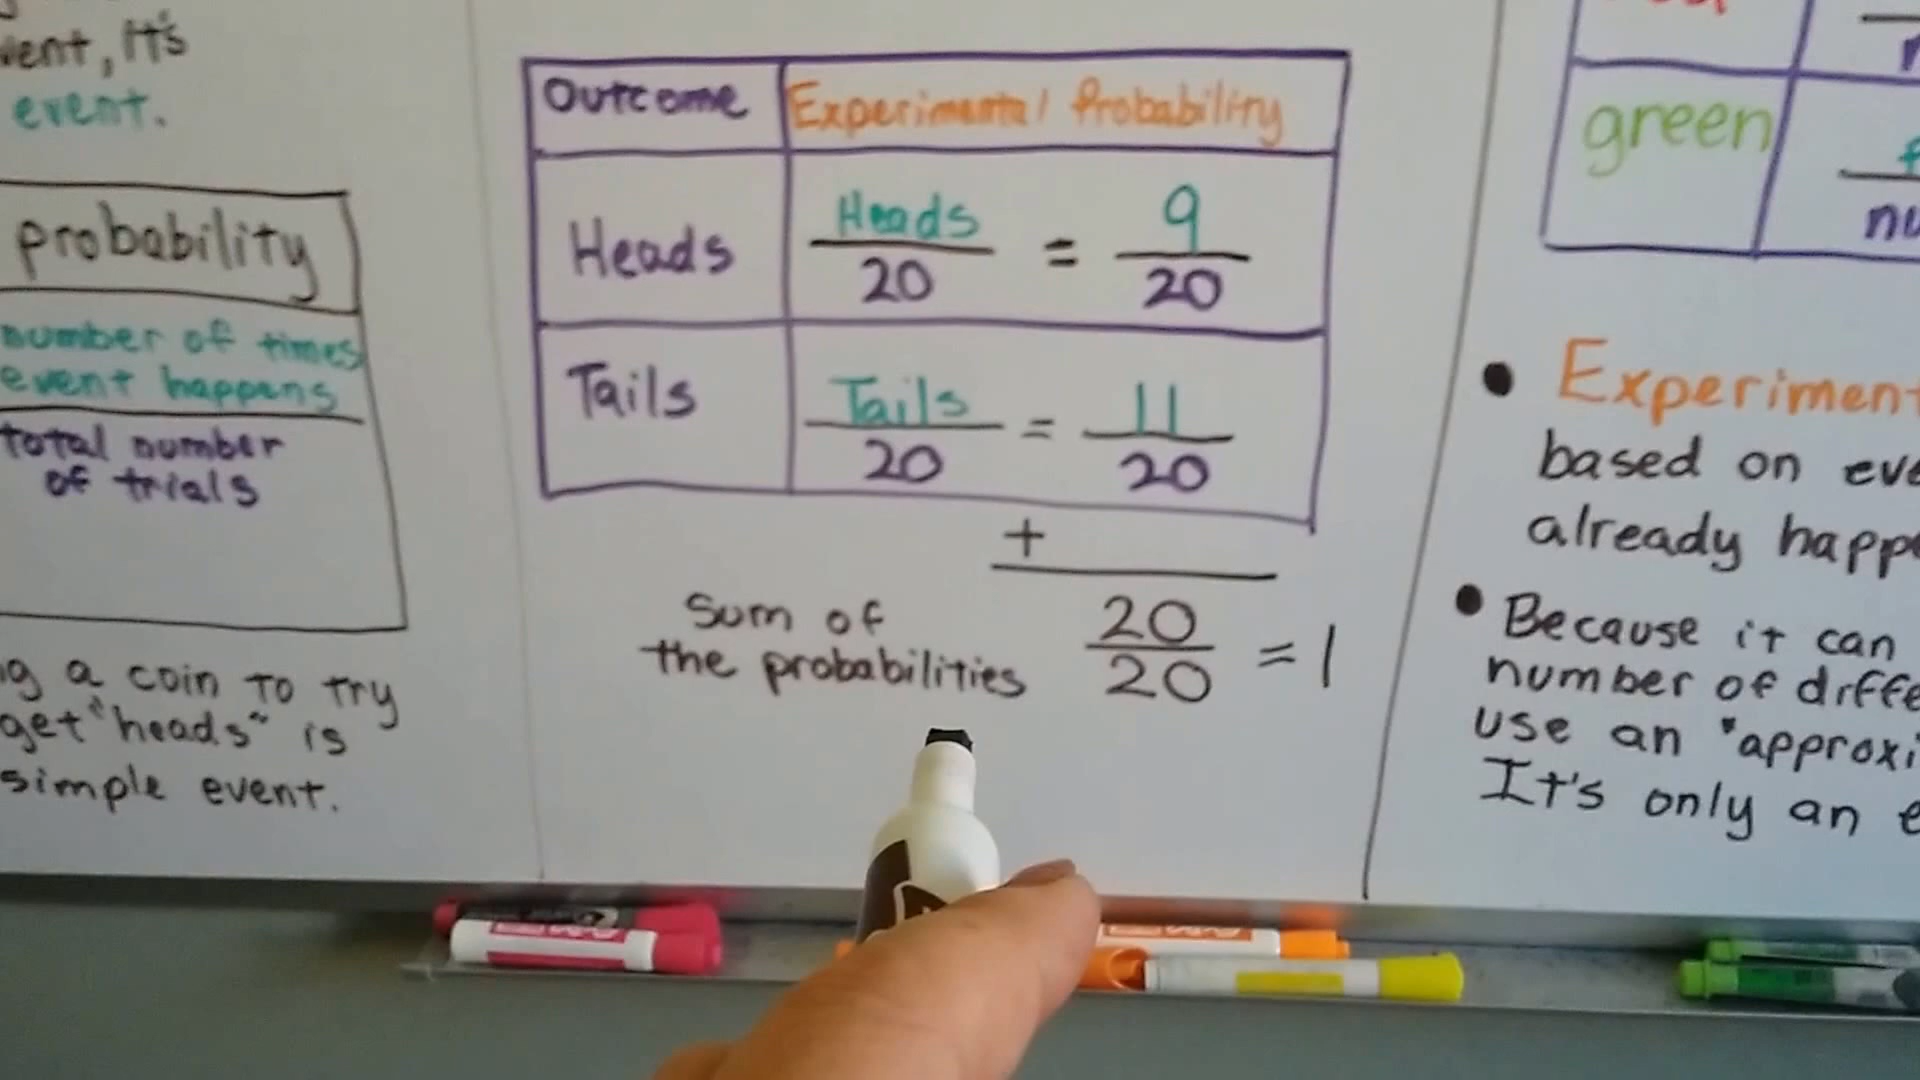 vent, it's
event.
probability
number of times
event happens
total number
of trials
a coin to try
get "heads" is
simple event.
Outcome Experimental Probability
Heads Heads/20 = 9/20
Tails Tails/20 = 11/20
+
Sum of
the probabilities 20/20 = 1
green
Experiment
based on eve
already happe
Because it can
number of diffe
use an "approxi
It's only an e